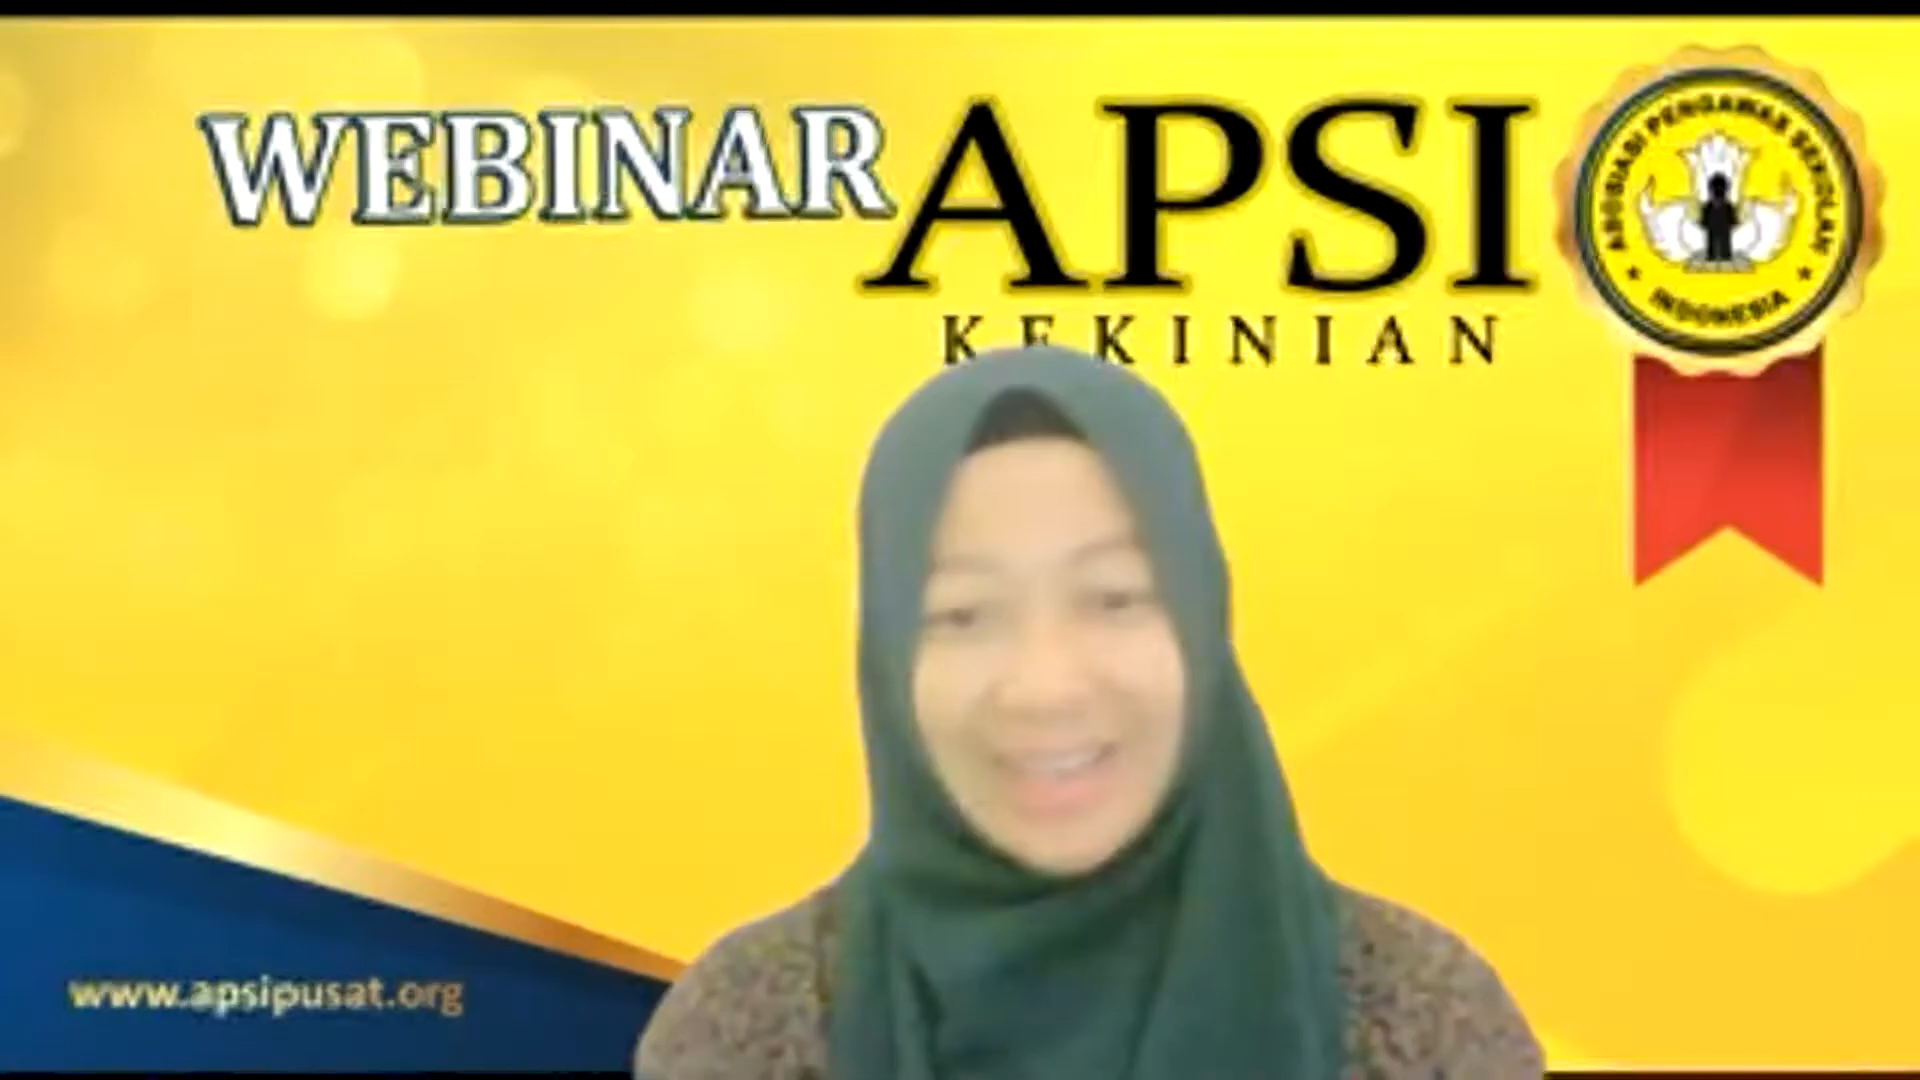 WEBINAR APSI
KEKINIAN
ASOSIASI PENGAWAS SEKOLAH
INDONESIA
www.apsipusat.org